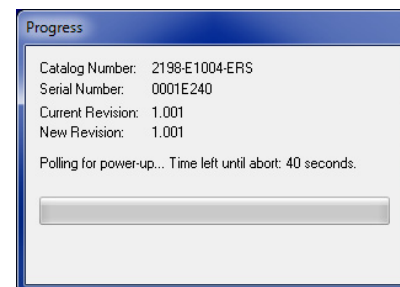 Progress
Catalog Number: 2198-E1004-ERS
Serial Number: 0001E240
Current Revision: 1.001
New Revision: 1.001
Polling for power-up... Time left until abort: 40 seconds.